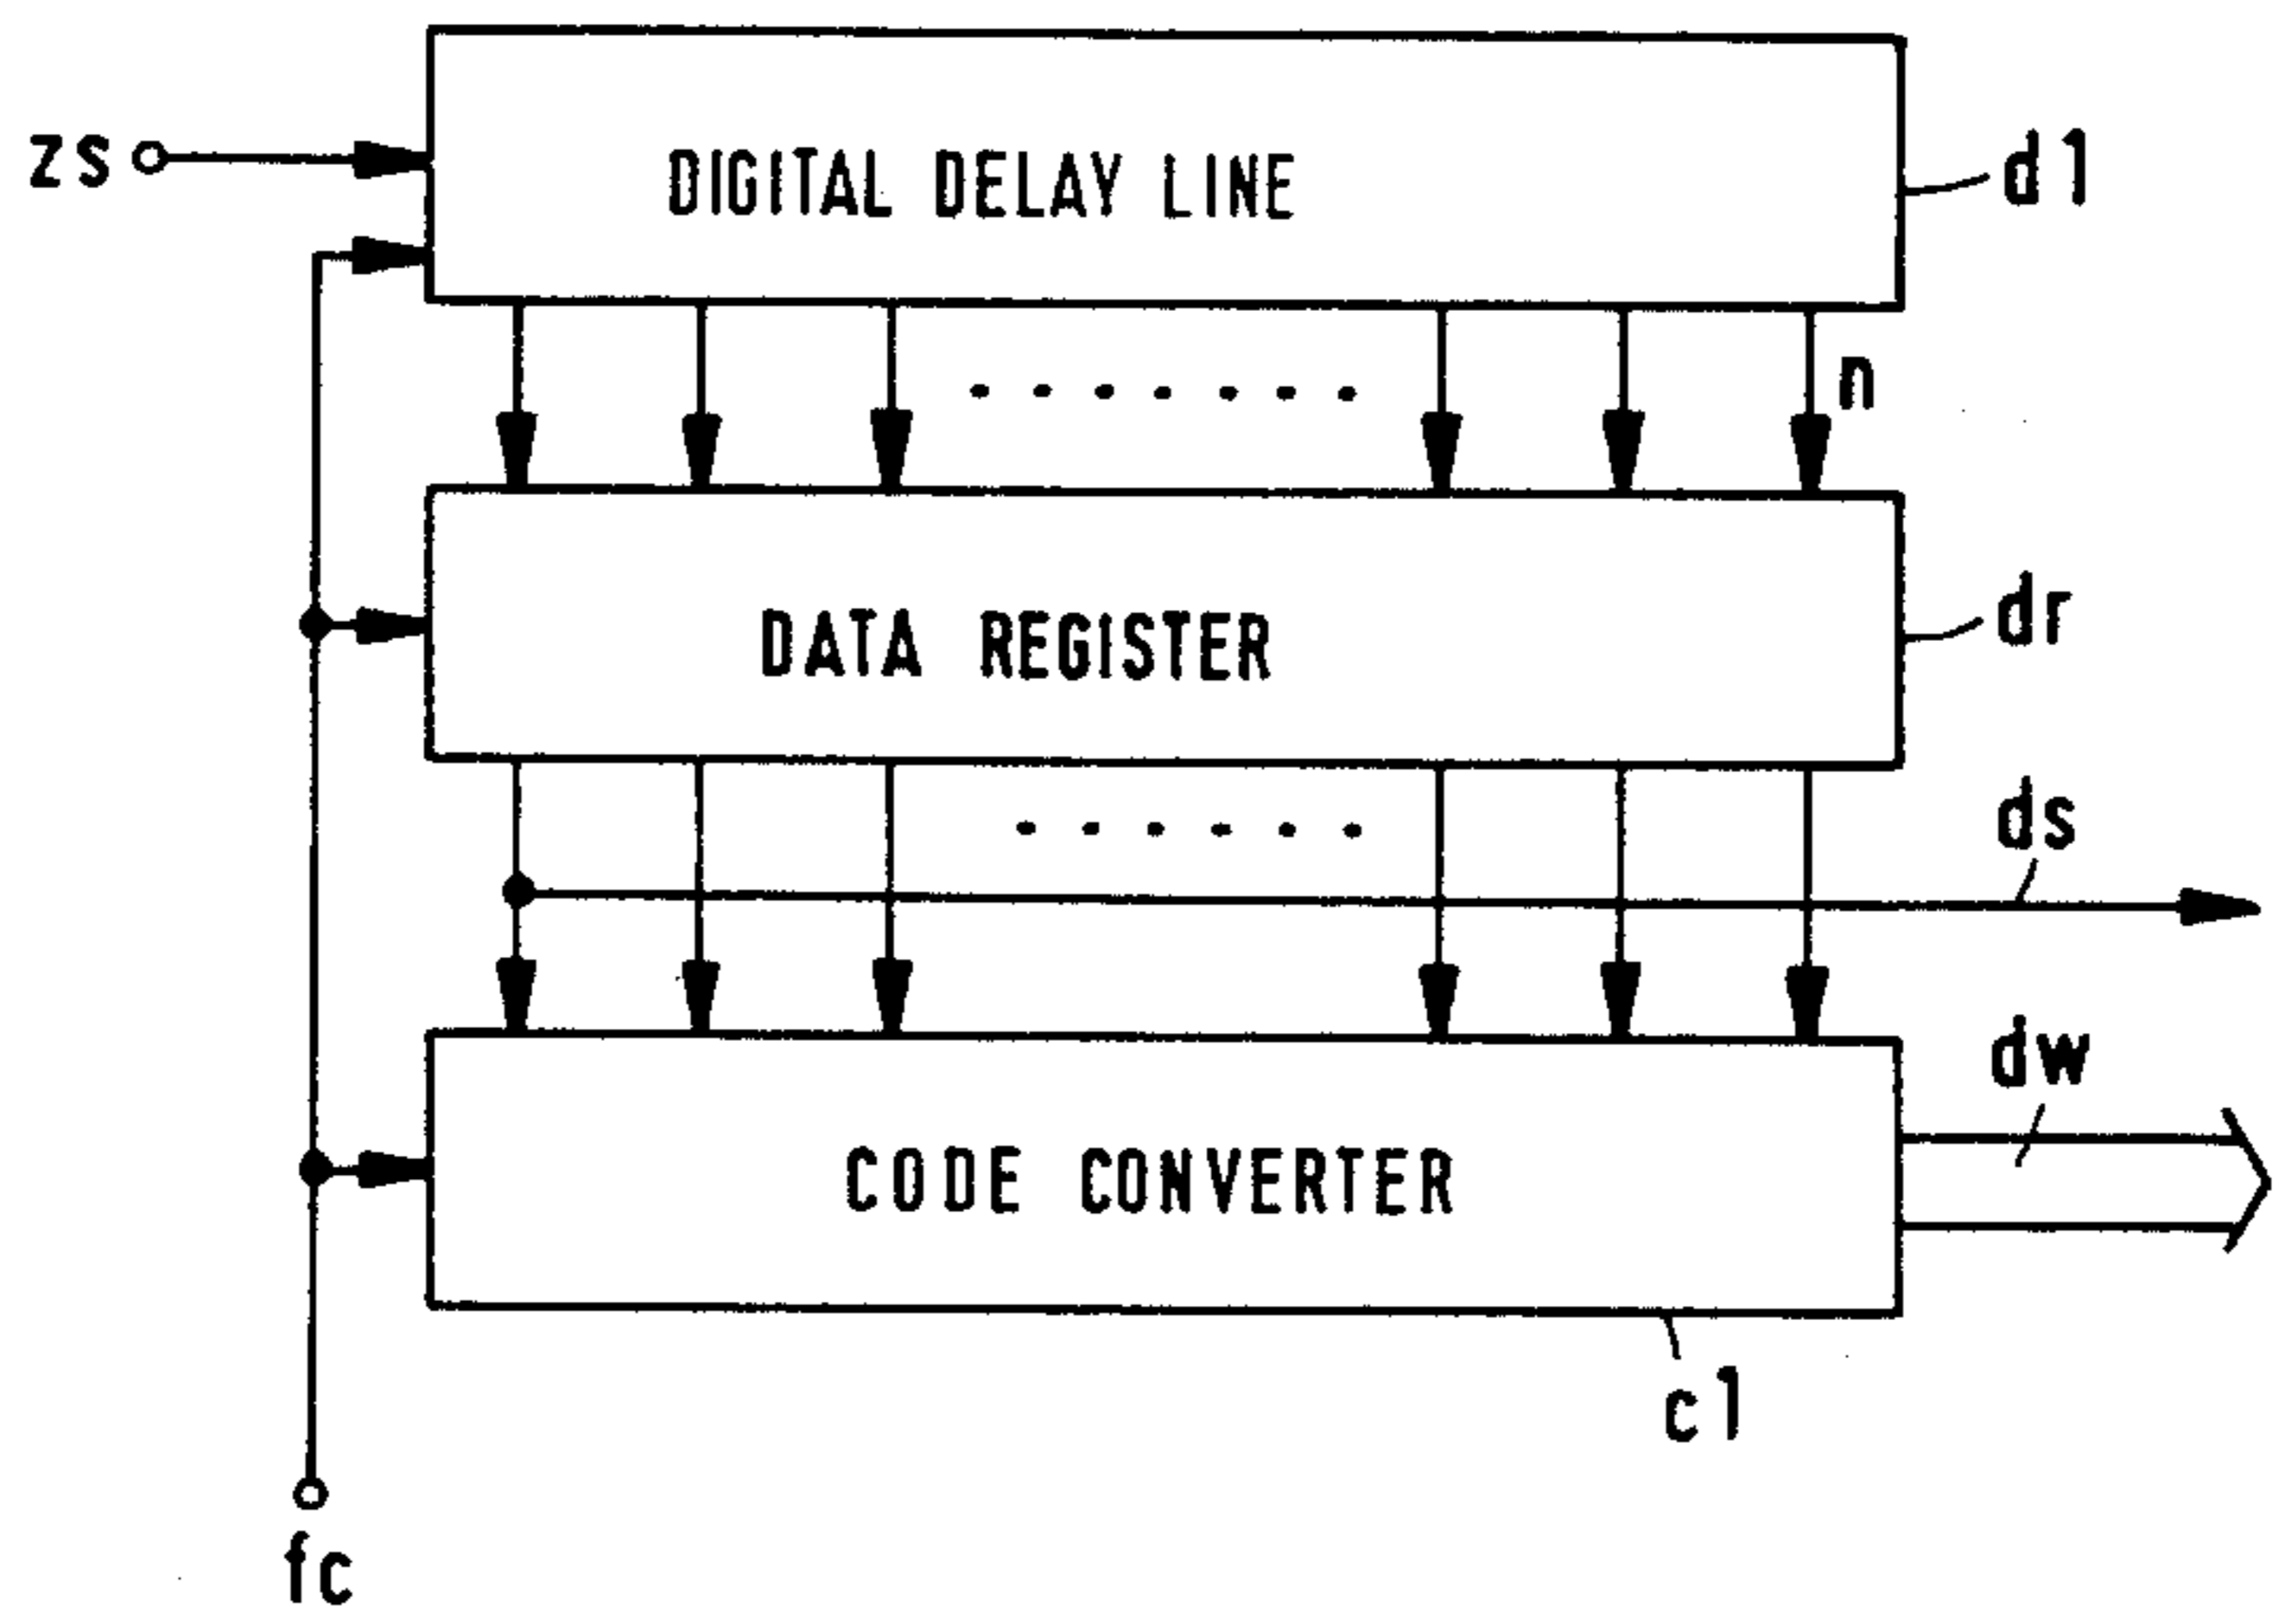 zs
DIGITAL DELAY LINE
d1
n
DATA REGISTER
dr
ds
dw
CODE CONVERTER
c1
fc